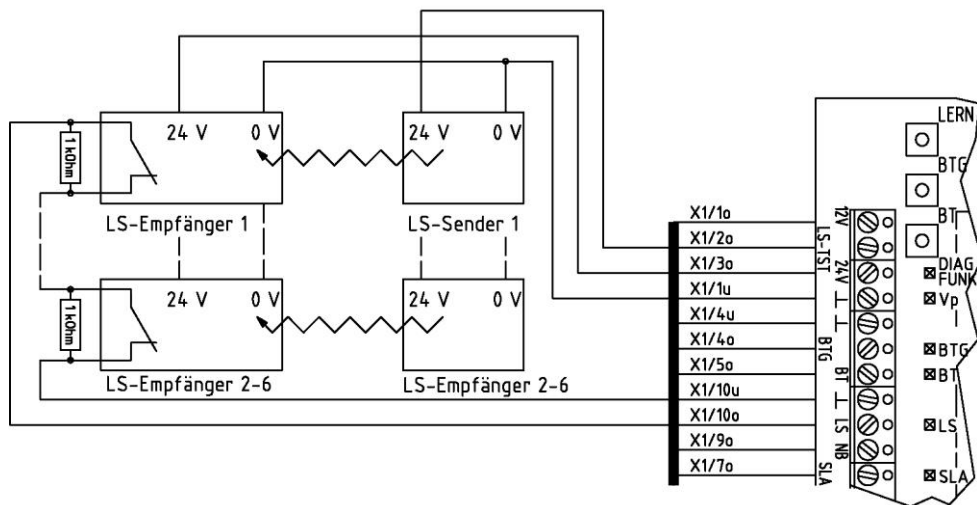 24 V 0 V
24 V 0 V
1 kOhm
LS-Empfänger 1
LS-Sender 1
24 V 0 V
24 V 0 V
1 kOhm
LS-Empfänger 2-6
LS-Empfänger 2-6
X1/1o
X1/2o
X1/3o
X1/1u
X1/4u
X1/4o
X1/5o
X1/10u
X1/10o
X1/9o
X1/7o
12V
LS-TST
24V
BTG
BT
LS
NB
SLA
LERN
BTG
BT
DIAG
FUNK
Vp
BTG
BT
LS
SLA